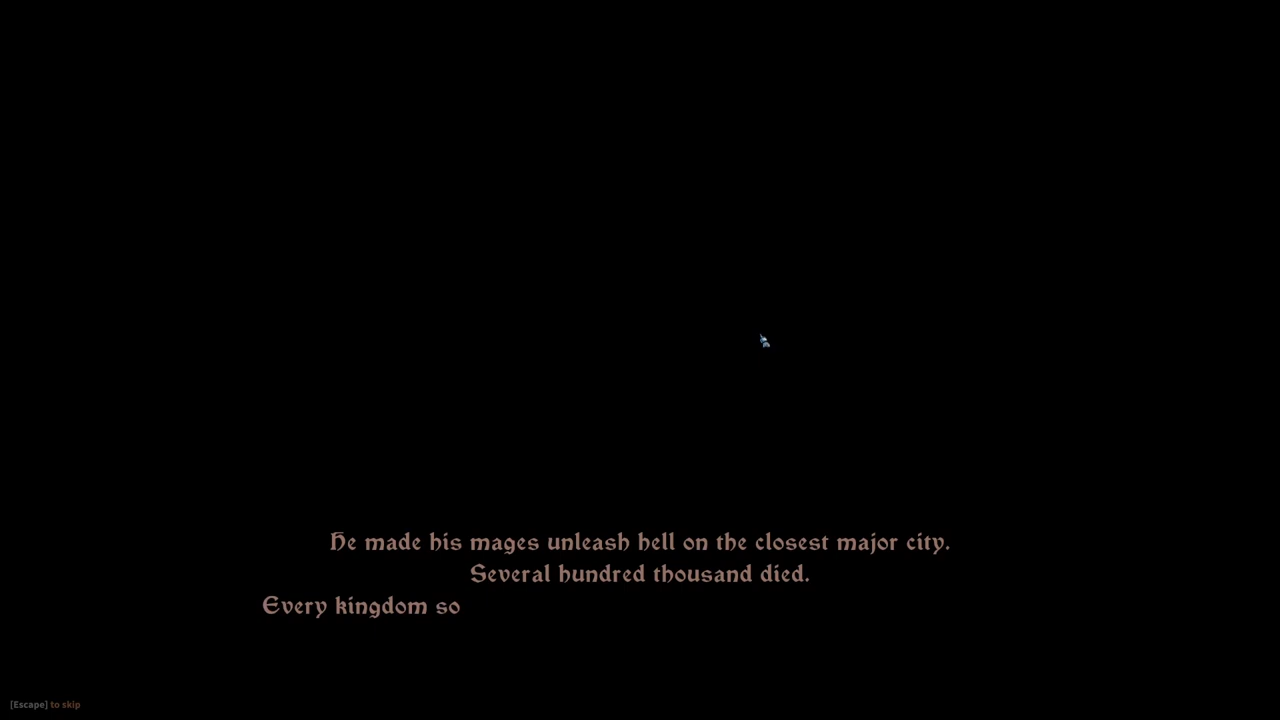 He made his mages unleash hell on the closest major city.
Several hundred thousand died.
Every kingdom so
[Escape] to skip